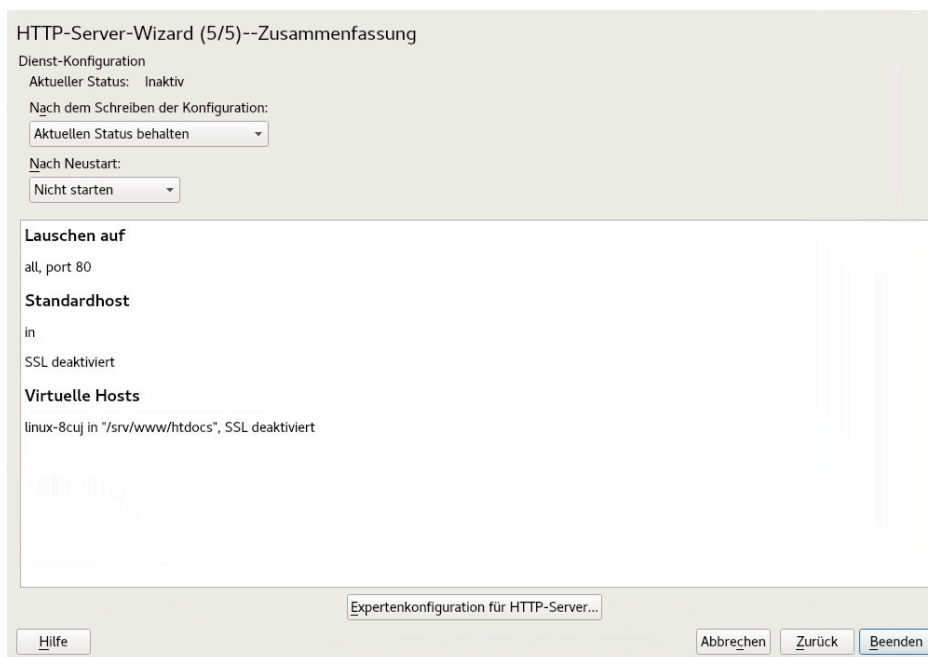 HTTP-Server-Wizard (5/5)--Zusammenfassung
Dienst-Konfiguration
Aktueller Status: Inaktiv
Nach dem Schreiben der Konfiguration:
Aktuellen Status behalten
Nach Neustart:
Nicht starten
Lauschen auf
all, port 80
Standardhost
in
SSL deaktiviert
Virtuelle Hosts
linux-8cuj in "/srv/www/htdocs", SSL deaktiviert
Expertenkonfiguration für HTTP-Server...
Hilfe Abbrechen Zurück Beenden